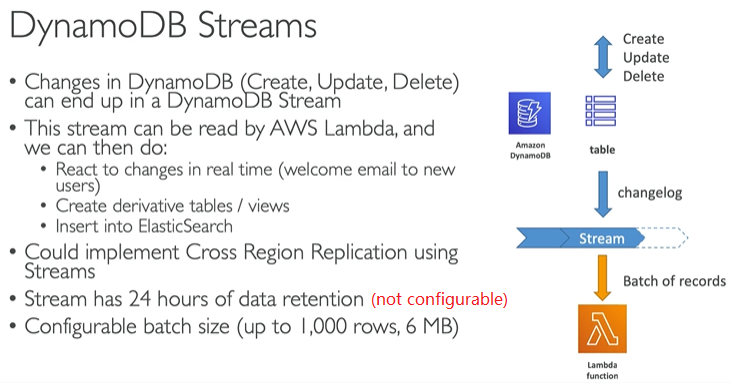 DynamoDB Streams
• Changes in DynamoDB (Create, Update, Delete)
can end up in a DynamoDB Stream
• This stream can be read by AWS Lambda, and
we can then do:
• React to changes in real time (welcome email to new
users)
• Create derivative tables / views
• Insert into ElasticSearch
• Could implement Cross Region Replication using
Streams
• Stream has 24 hours of data retention (not configurable)
• Configurable batch size (up to 1,000 rows, 6 MB)
Create
Update
Delete
Amazon
DynamoDB
table
changelog
Stream
Batch of records
Lambda
function